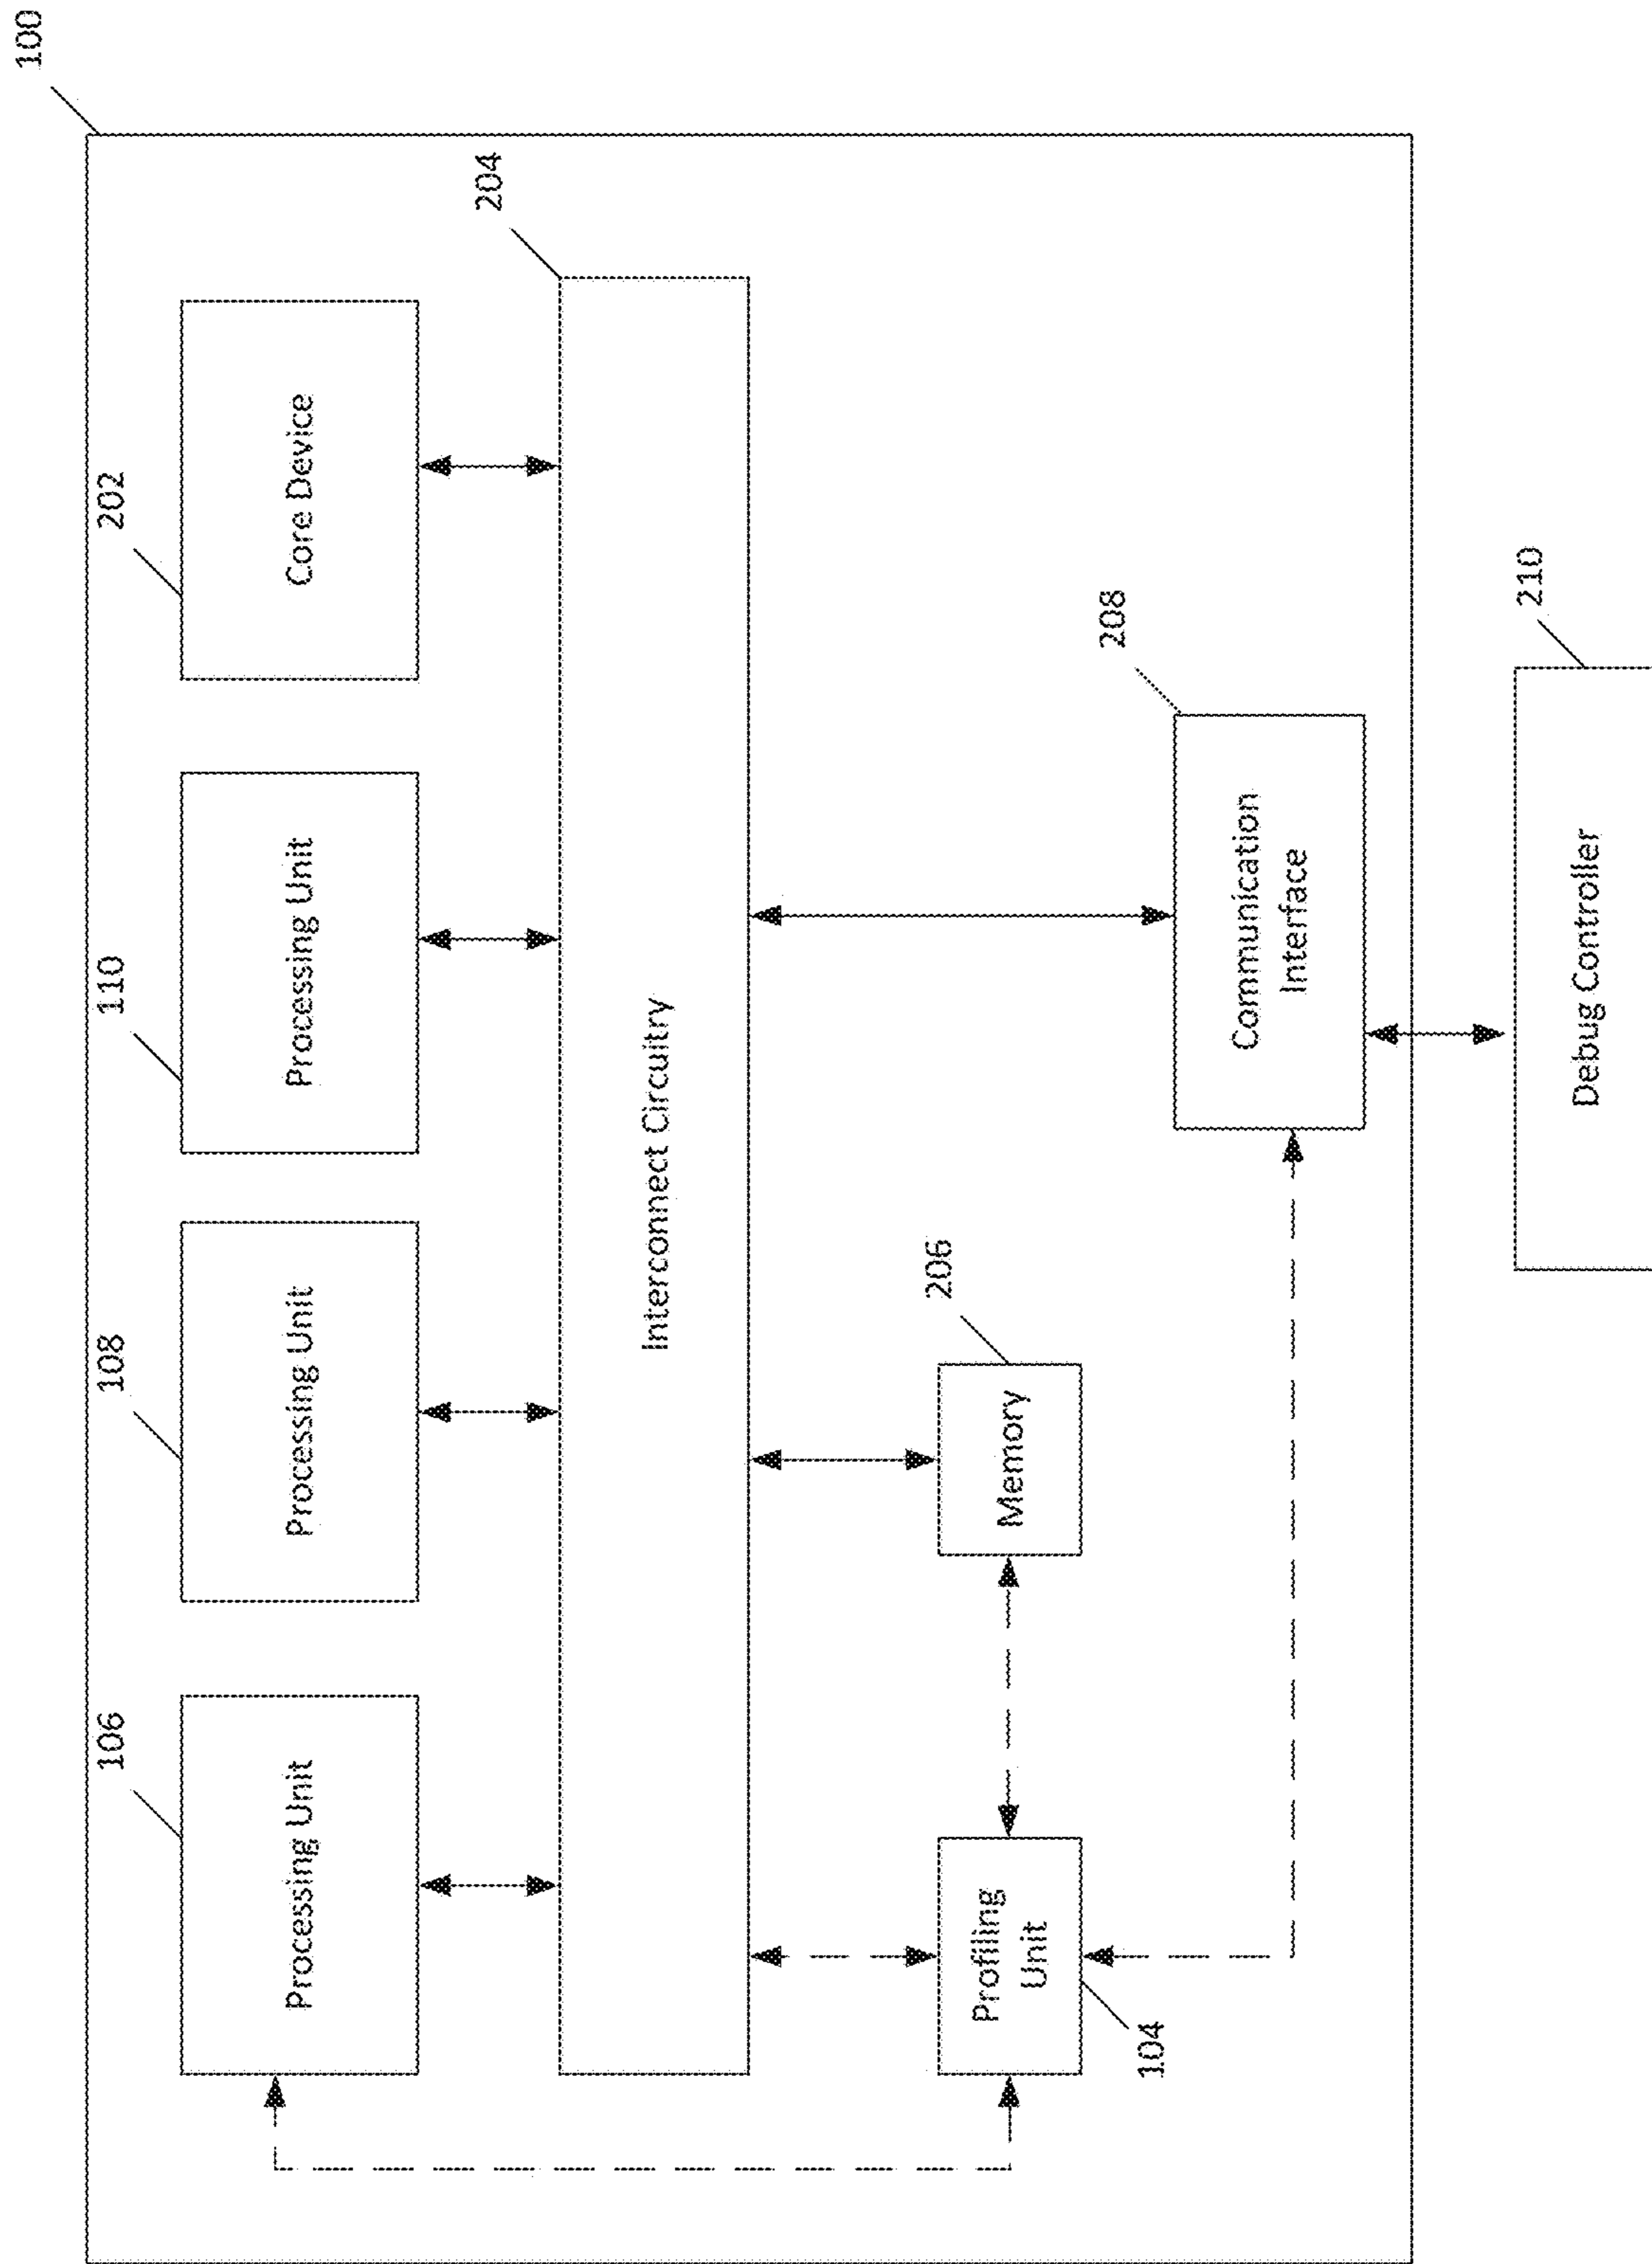 100
106
Processing Unit
108
Processing Unit
110
Processing Unit
202
Core Device
204
Interconnect Circuitry
Profiling
Unit
104
Memory
206
208
Communication
Interface
210
Debug Controller